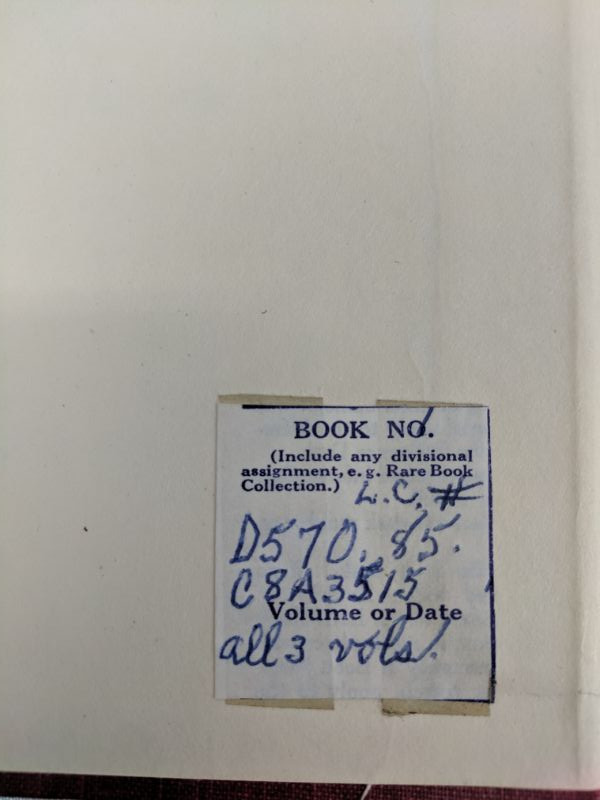 BOOK NO.
(Include any divisional
assignment, e. g. Rare Book
Collection.) L.C. #
D570.85.
C8A3515
Volume or Date
all 3 vols.